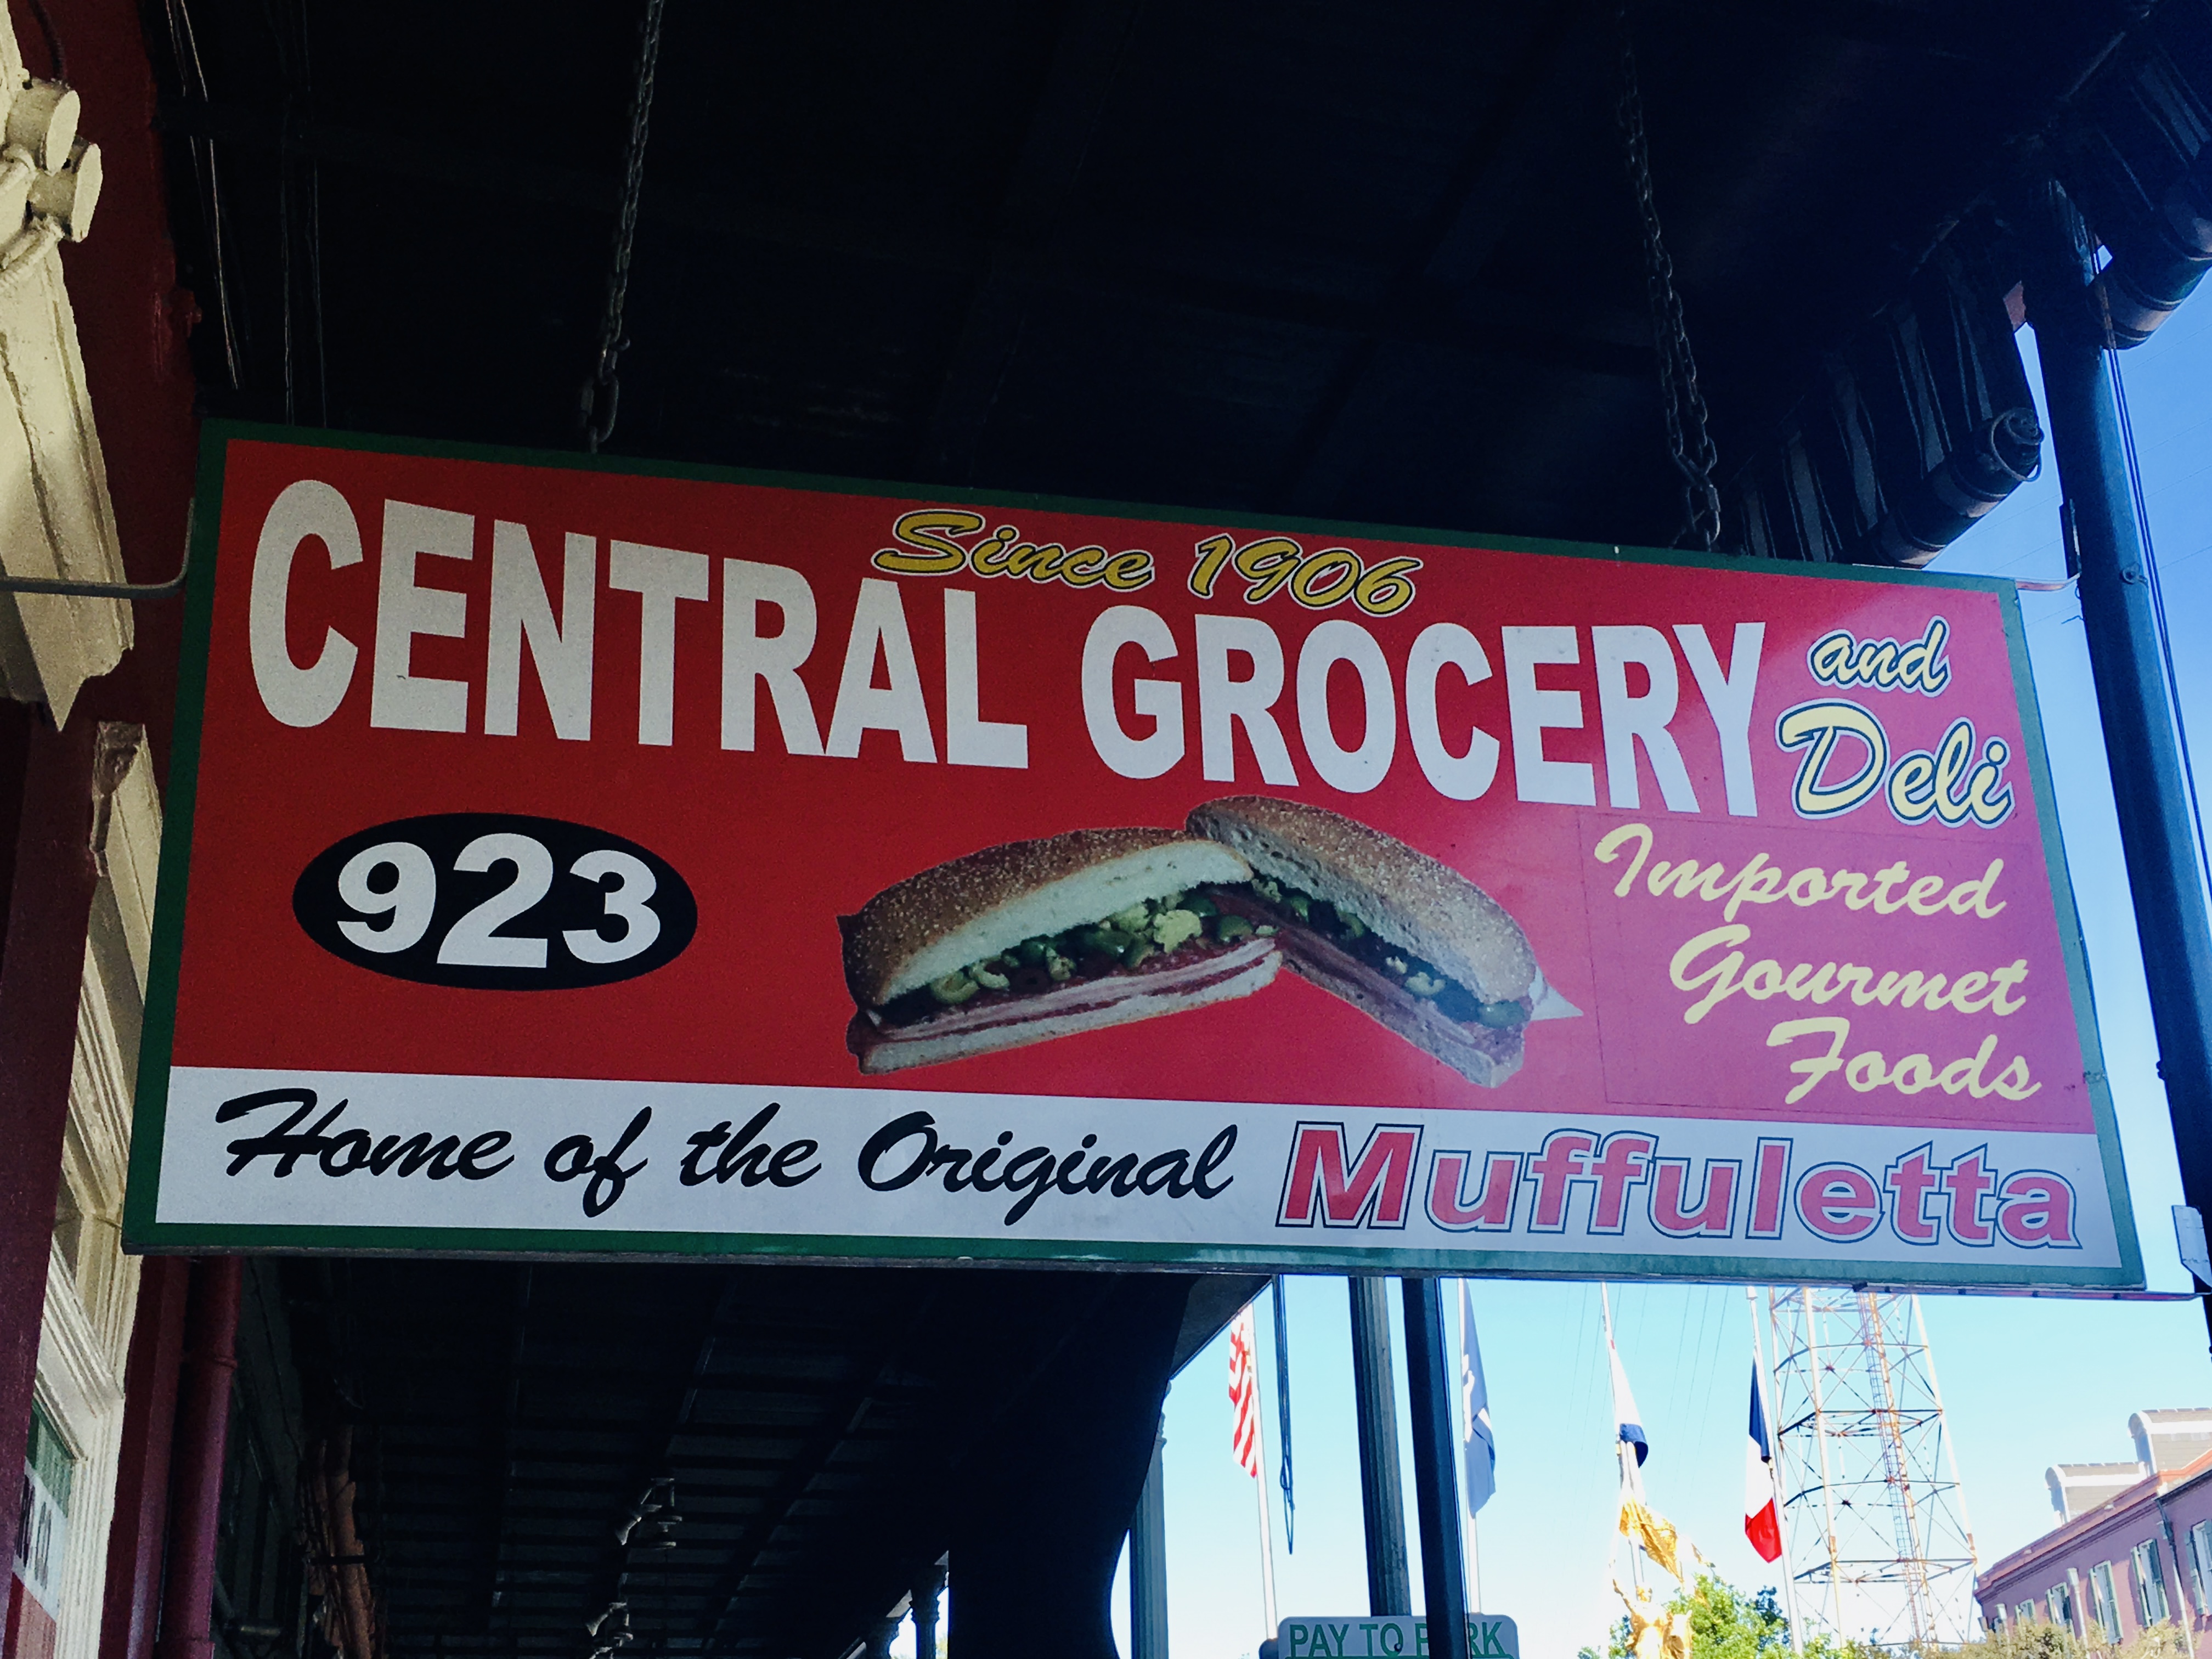 Since 1906
CENTRAL GROCERY and Deli
923
Imported
Gourmet
Foods
Home of the Original Muffuletta
PAY TO